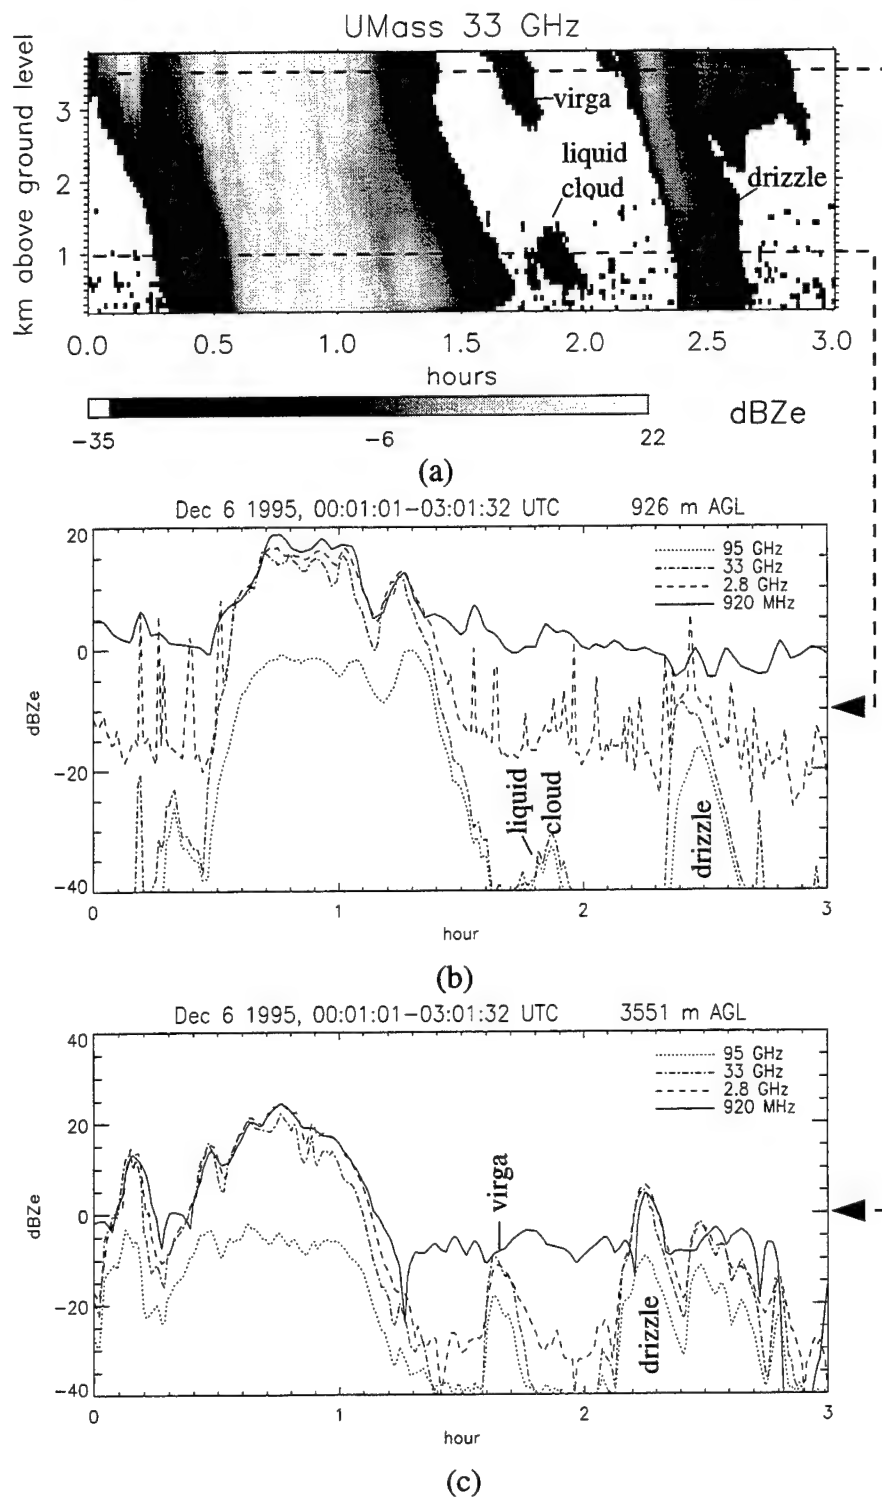 UMass 33 GHz
km above ground level
3
2
1
virga
liquid
cloud
drizzle
0.0 0.5 1.0 1.5 2.0 2.5 3.0
hours
-35 -6 22 dBZe
(a)
Dec 6 1995, 00:01:01-03:01:32 UTC 926 m AGL
95 GHz
33 GHz
2.8 GHz
920 MHz
20
0
-20
-40
dBZe
liquid
cloud
drizzle
0 1 2 3
hour
(b)
Dec 6 1995, 00:01:01-03:01:32 UTC 3551 m AGL
95 GHz
33 GHz
2.8 GHz
920 MHz
40
20
0
-20
-40
dBZe
virga
drizzle
0 1 2 3
hour
(c)